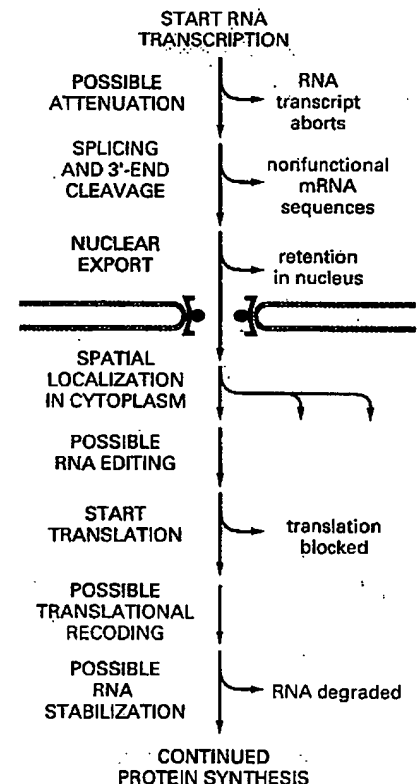 START RNA
TRANSCRIPTION
POSSIBLE
ATTENUATION
RNA
transcript
aborts
SPLICING
AND 3'-END
CLEAVAGE
nonfunctional
mRNA
sequences
NUCLEAR
EXPORT
retention
in nucleus
SPATIAL
LOCALIZATION
IN CYTOPLASM
POSSIBLE
RNA EDITING
START
TRANSLATION
translation
blocked
POSSIBLE
TRANSLATIONAL
RECODING
POSSIBLE
RNA
STABILIZATION
RNA degraded
CONTINUED
PROTEIN SYNTHESIS